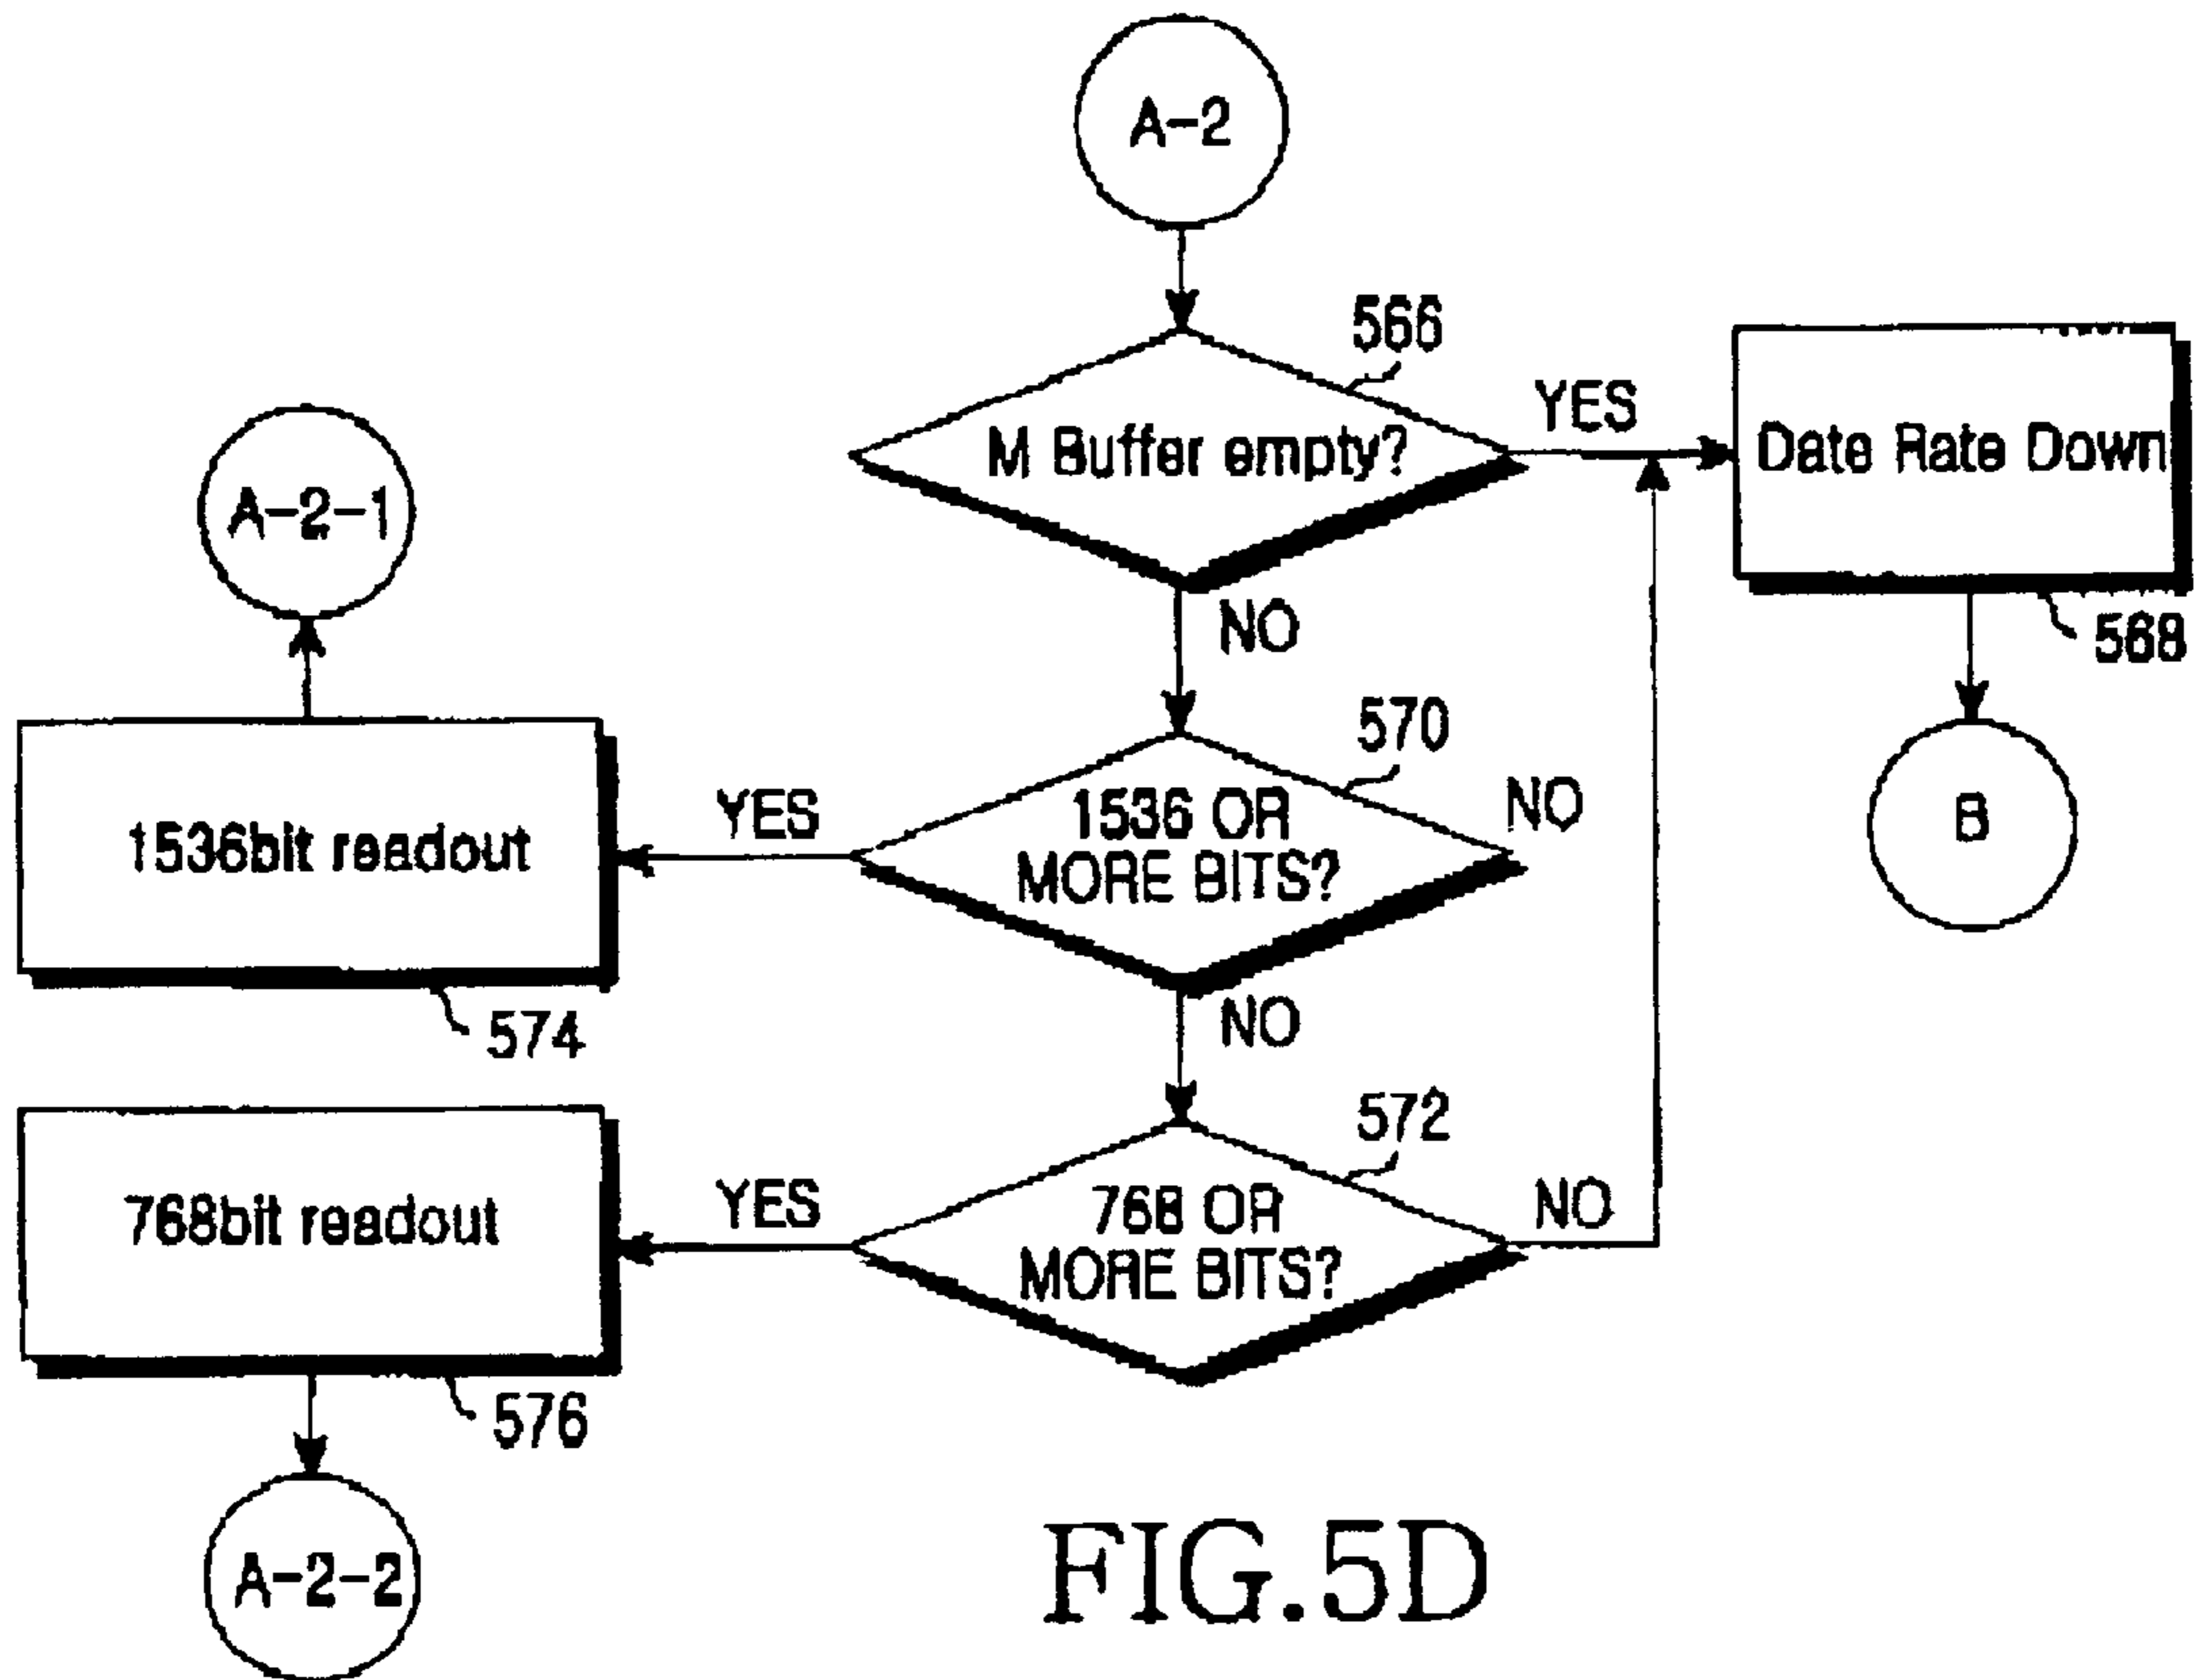 A-2
566
M Buffer empty?
YES
Date Rate Down
568
NO
B
A-2-1
570
1536 OR
MORE BITS?
YES
NO
1536bit readout
574
NO
572
768 OR
MORE BITS?
YES
NO
768bit readout
576
A-2-2
FIG.5D